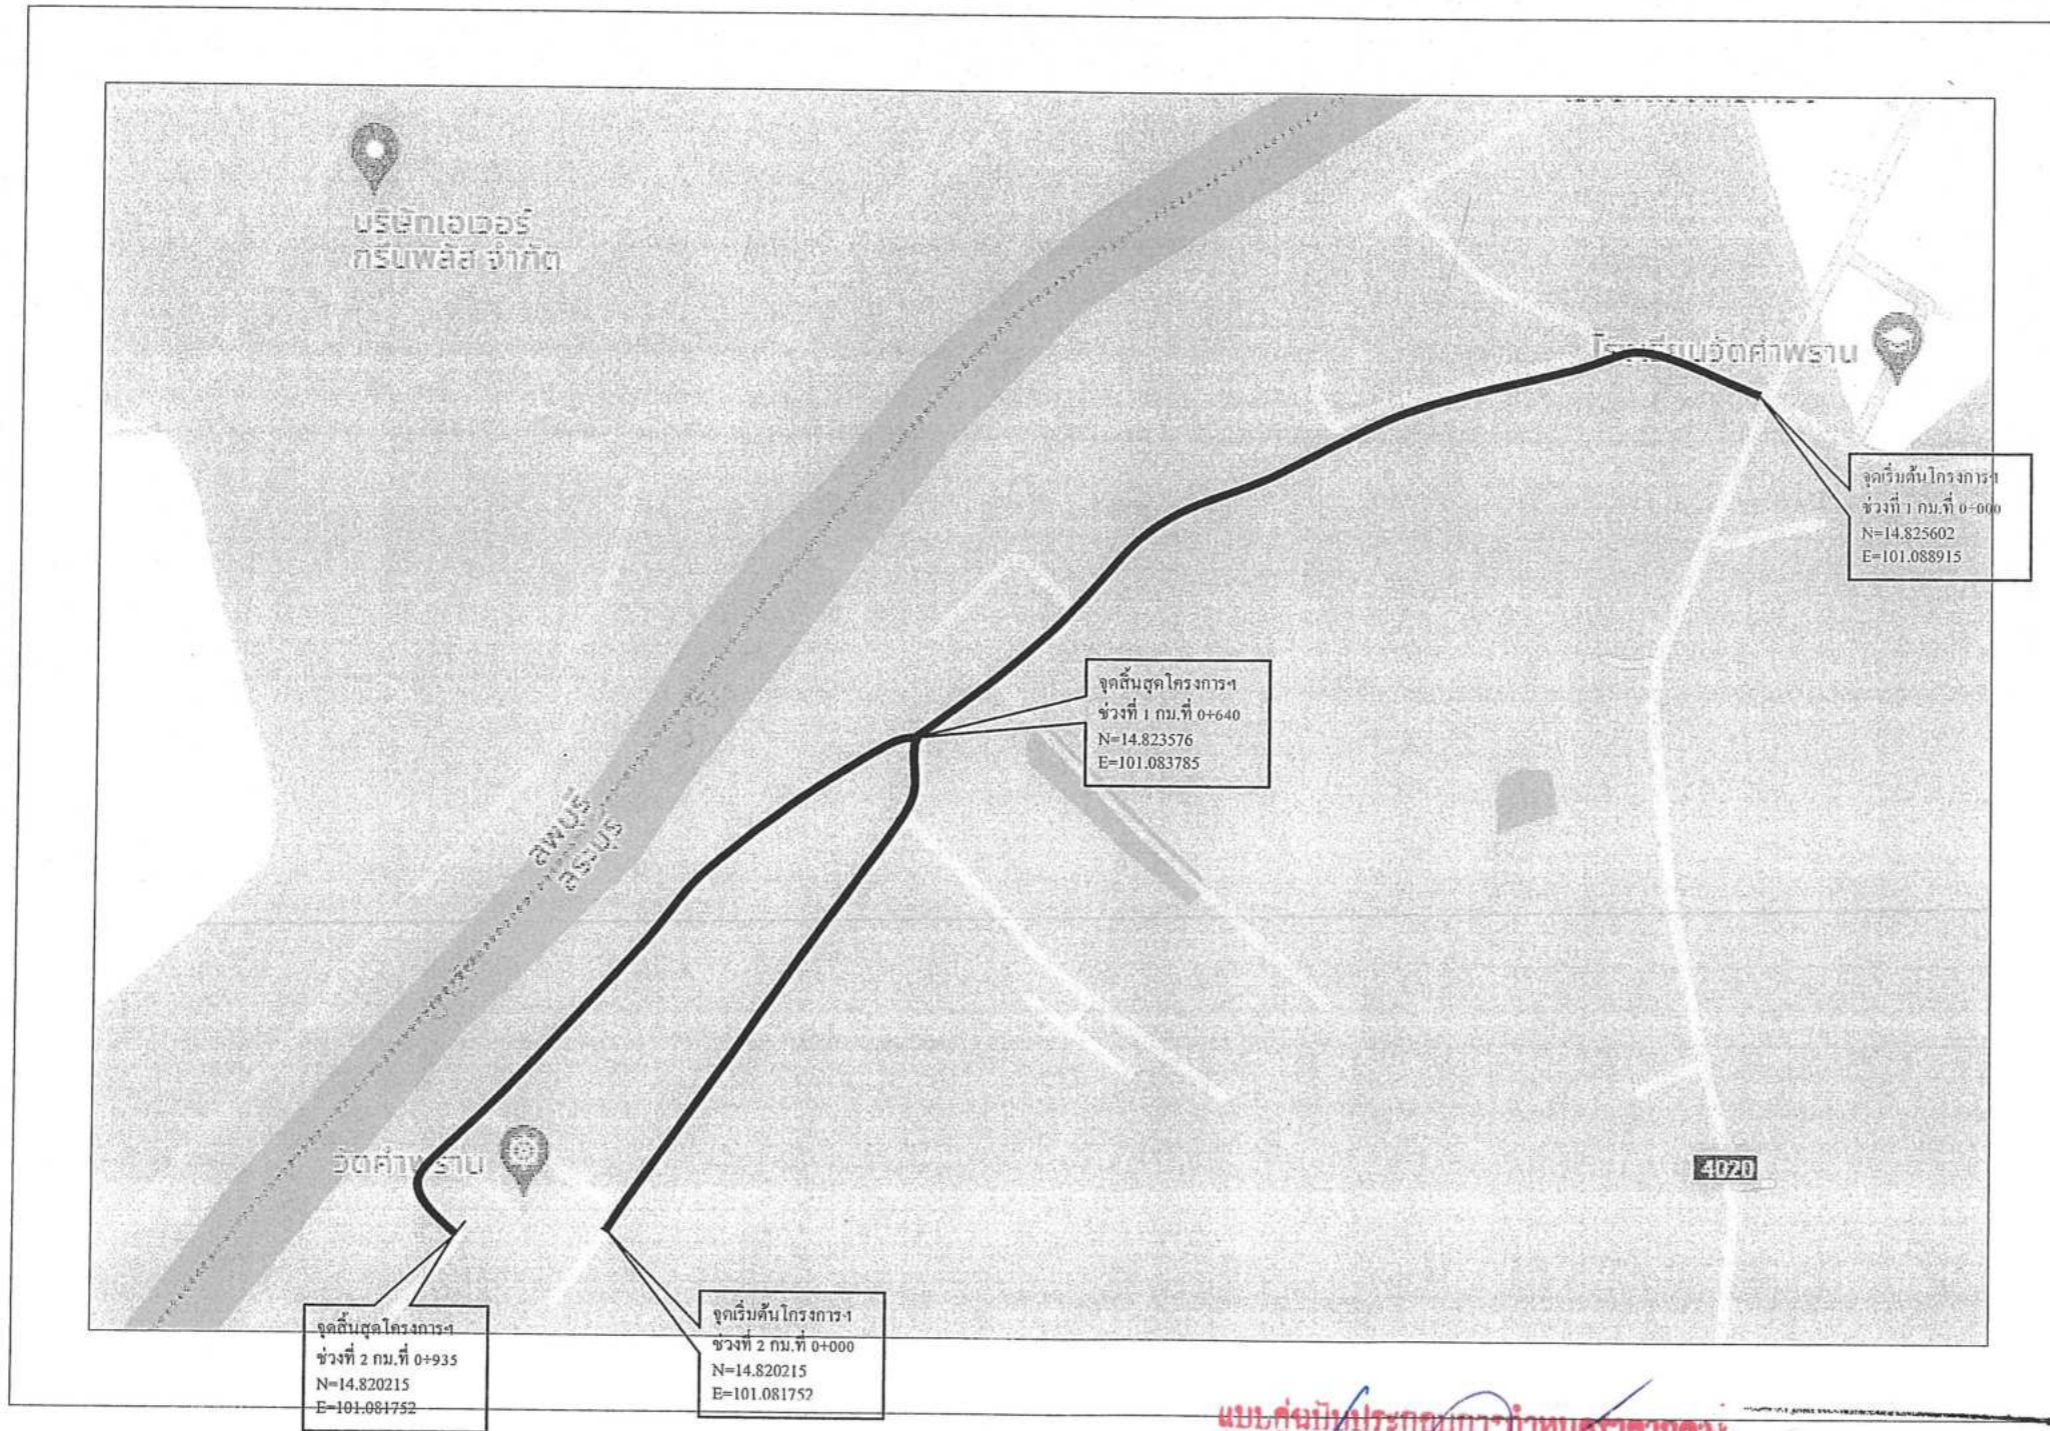 บริษัทเอเวอร์
กรีนพลัส จำกัด
โรงเรียนวัดคำพราน
จุดเริ่มต้นโครงการฯ
ช่วงที่ 1 กม.ที่ 0+000
N=14.825602
E=101.088915
จุดสิ้นสุดโครงการฯ
ช่วงที่ 1 กม.ที่ 0+640
N=14.823576
E=101.083785
ลพบุรี
สระบุรี
วัดคำพราน
4020
จุดสิ้นสุดโครงการฯ
ช่วงที่ 2 กม.ที่ 0+935
N=14.820215
E=101.081752
จุดเริ่มต้นโครงการฯ
ช่วงที่ 2 กม.ที่ 0+000
N=14.820215
E=101.081752